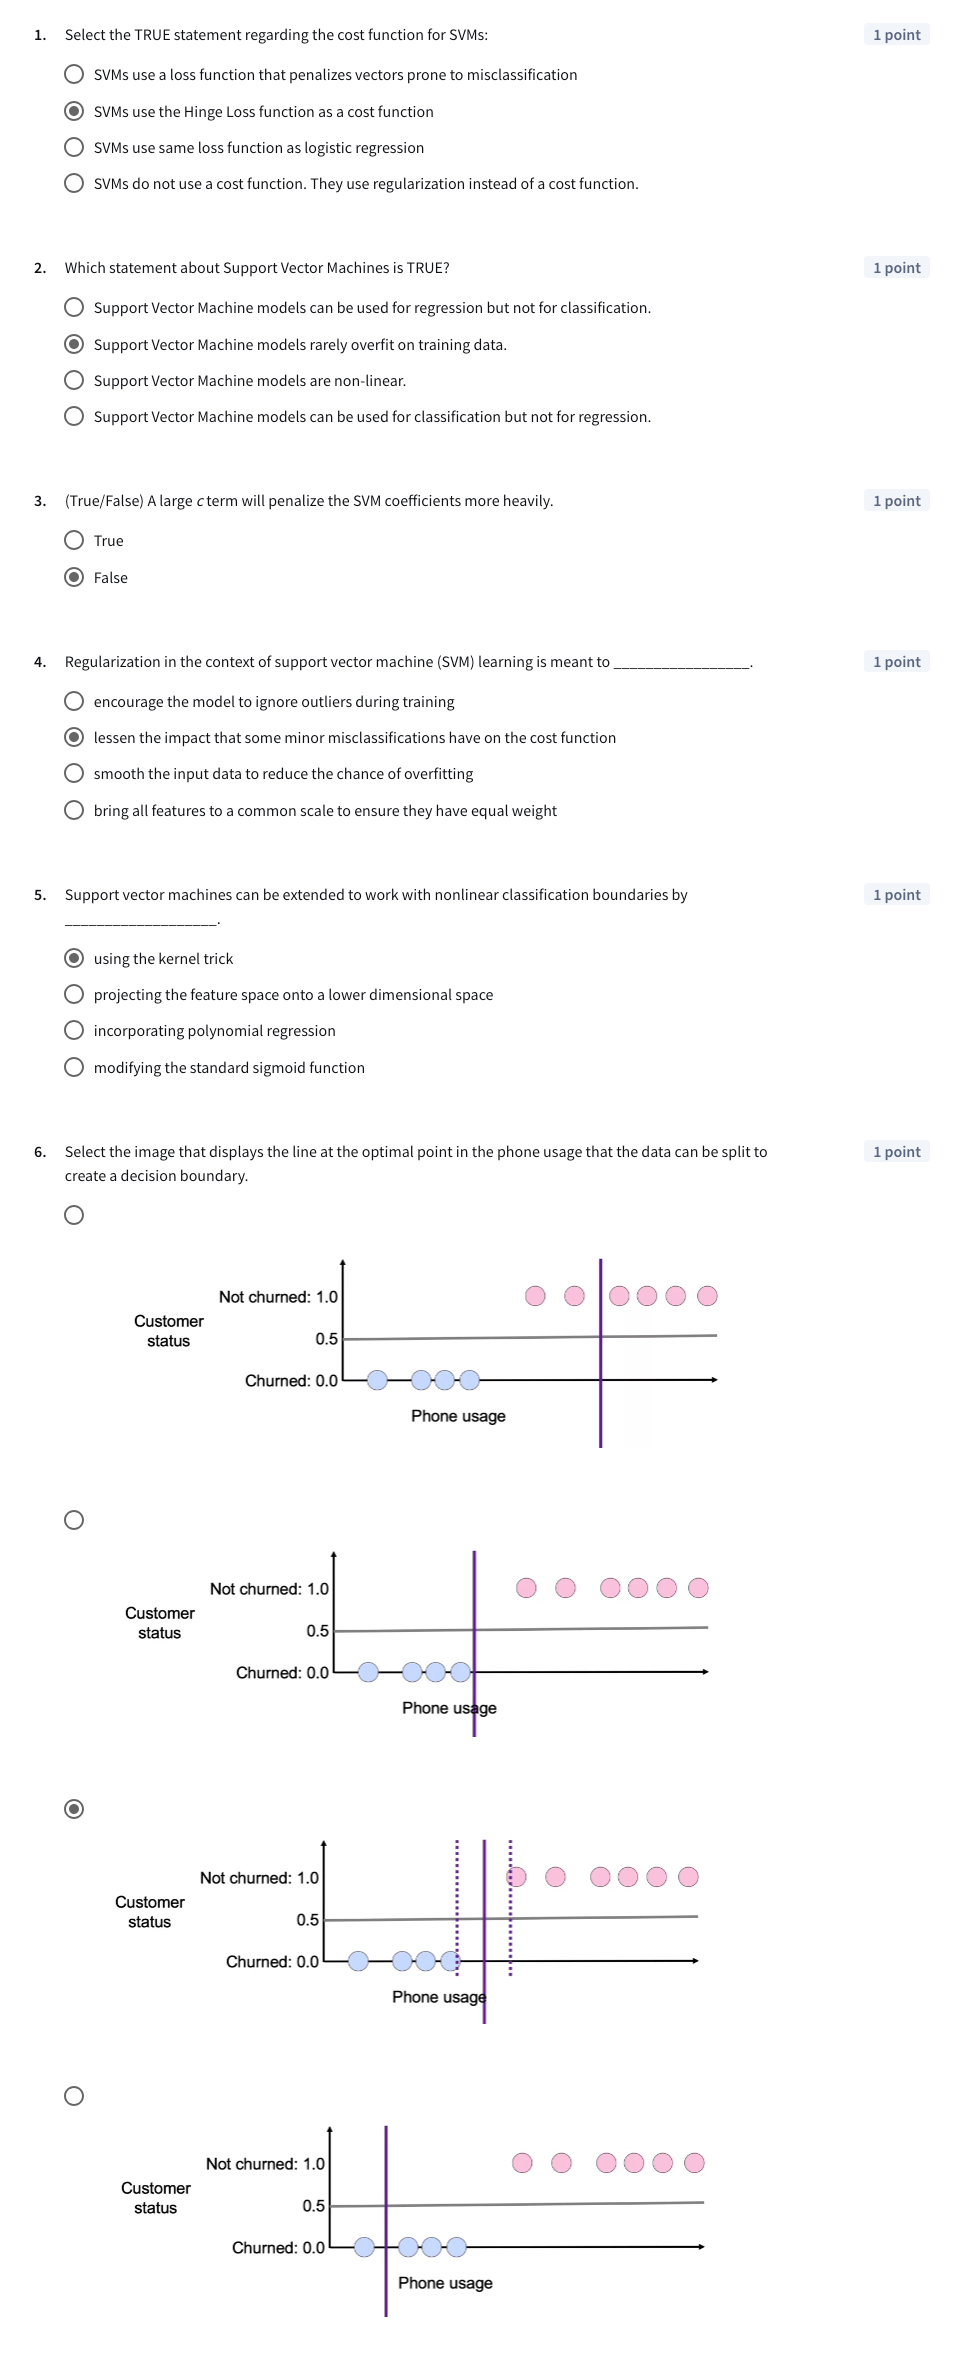 1. Select the TRUE statement regarding the cost function for SVMs: 1 point
SVMs use a loss function that penalizes vectors prone to misclassification
SVMs use the Hinge Loss function as a cost function
SVMs use same loss function as logistic regression
SVMs do not use a cost function. They use regularization instead of a cost function.
2. Which statement about Support Vector Machines is TRUE? 1 point
Support Vector Machine models can be used for regression but not for classification.
Support Vector Machine models rarely overfit on training data.
Support Vector Machine models are non-linear.
Support Vector Machine models can be used for classification but not for regression.
3. (True/False) A large c term will penalize the SVM coefficients more heavily. 1 point
True
False
4. Regularization in the context of support vector machine (SVM) learning is meant to _________________. 1 point
encourage the model to ignore outliers during training
lessen the impact that some minor misclassifications have on the cost function
smooth the input data to reduce the chance of overfitting
bring all features to a common scale to ensure they have equal weight
5. Support vector machines can be extended to work with nonlinear classification boundaries by 1 point
___________________.
using the kernel trick
projecting the feature space onto a lower dimensional space
incorporating polynomial regression
modifying the standard sigmoid function
6. Select the image that displays the line at the optimal point in the phone usage that the data can be split to 1 point
create a decision boundary.
Not churned: 1.0
Customer
status
0.5
Churned: 0.0
Phone usage
Not churned: 1.0
Customer
status
0.5
Churned: 0.0
Phone usage
Not churned: 1.0
Customer
status
0.5
Churned: 0.0
Phone usage
Not churned: 1.0
Customer
status
0.5
Churned: 0.0
Phone usage